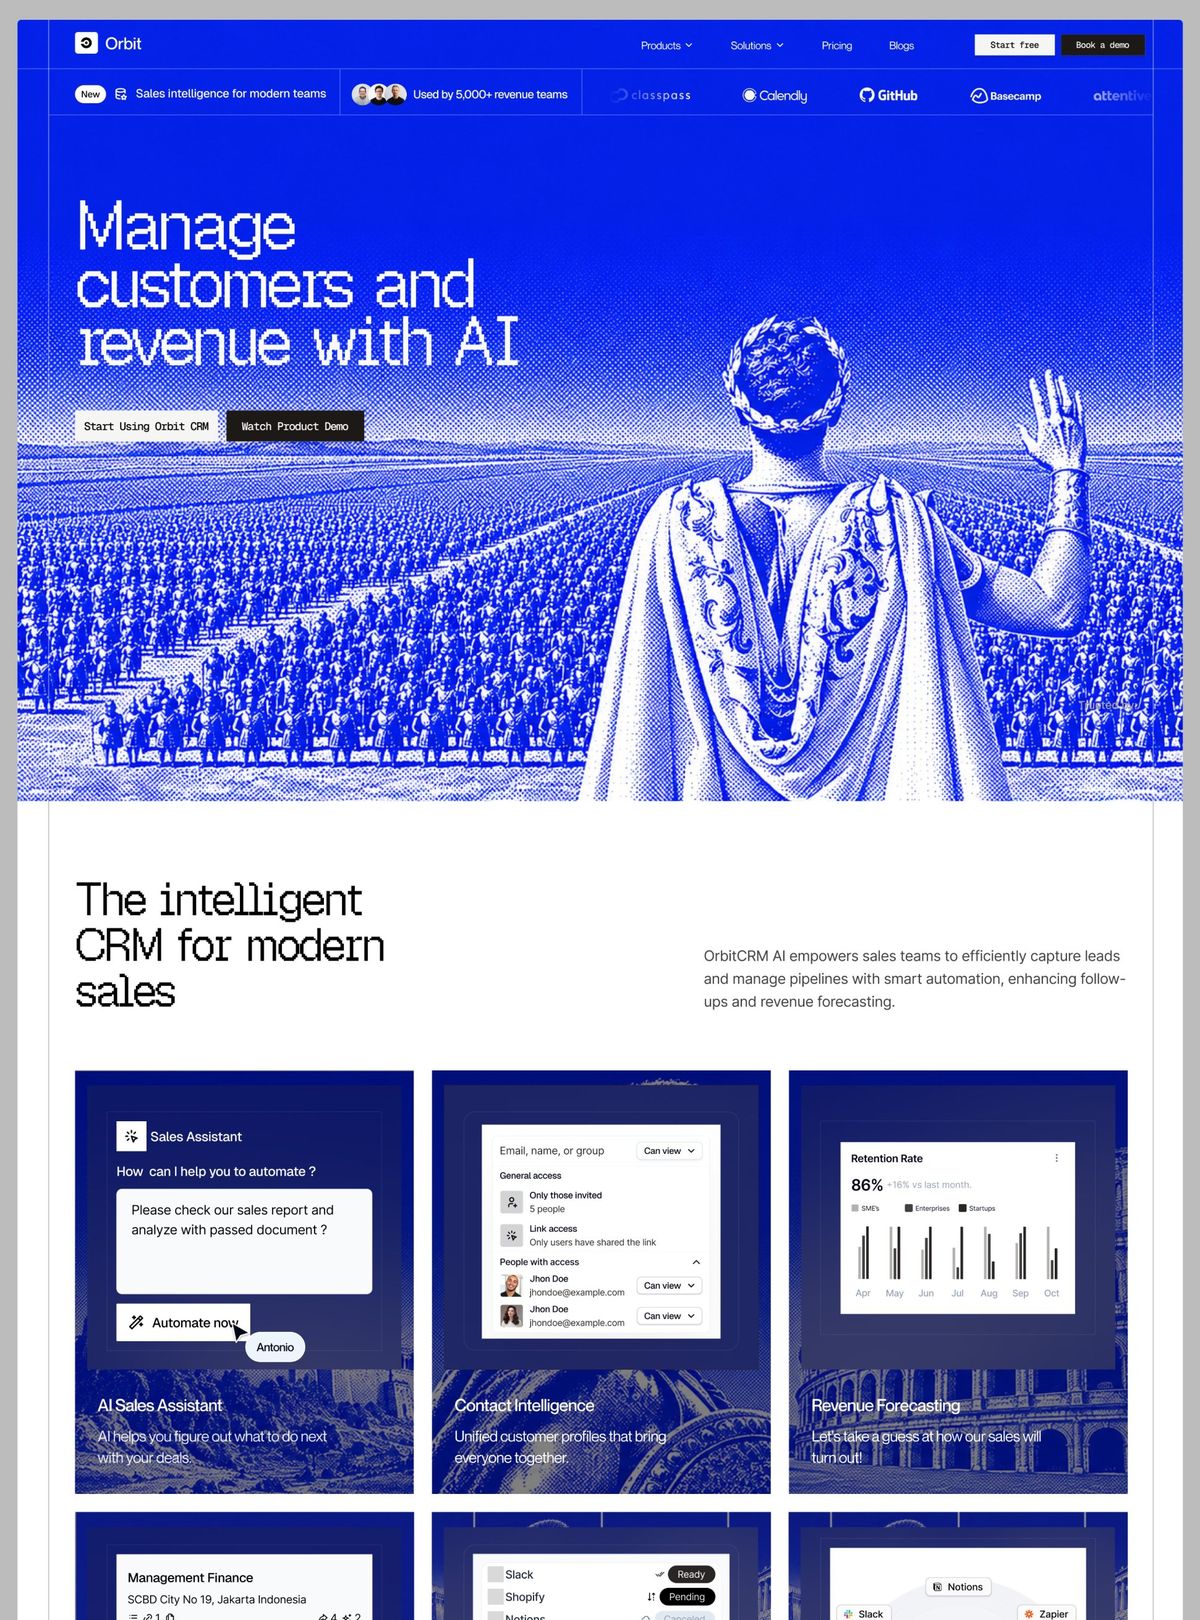 Orbit
Products
Solutions
Pricing
Blogs
Start free
Book a demo
New
Sales intelligence for modern teams
Used by 5,000+ revenue teams
classpass
Calendly
GitHub
Basecamp
attentive
Manage
customers and
revenue with AI
Start Using Orbit CRM
Watch Product Demo
The intelligent
CRM for modern
sales
OrbitCRM AI empowers sales teams to efficiently capture leads
and manage pipelines with smart automation, enhancing follow-
ups and revenue forecasting.
Sales Assistant
How can I help you to automate ?
Please check our sales report and
analyze with passed document ?
Automate now
Antonio
AI Sales Assistant
AI helps you figure out what to do next
with your deals.
Email, name, or group
Can view
General access
Only those invited
5 people
Link access
Only users have shared the link
People with access
Jhon Doe
jhondoe@example.com
Can view
Jhon Doe
jhondoe@example.com
Can view
Contact Intelligence
Unified customer profiles that bring
everyone together.
Retention Rate
86% +16% vs last month.
SME's
Enterprises
Startups
Apr May Jun Jul Aug Sep Oct
Revenue Forecasting
Let's take a guess at how our sales will
turn out!
Management Finance
SCBD City No 19, Jakarta Indonesia
1
4
2
Slack
Ready
Shopify
Pending
Notions
Canceled
Notions
Slack
Zapier